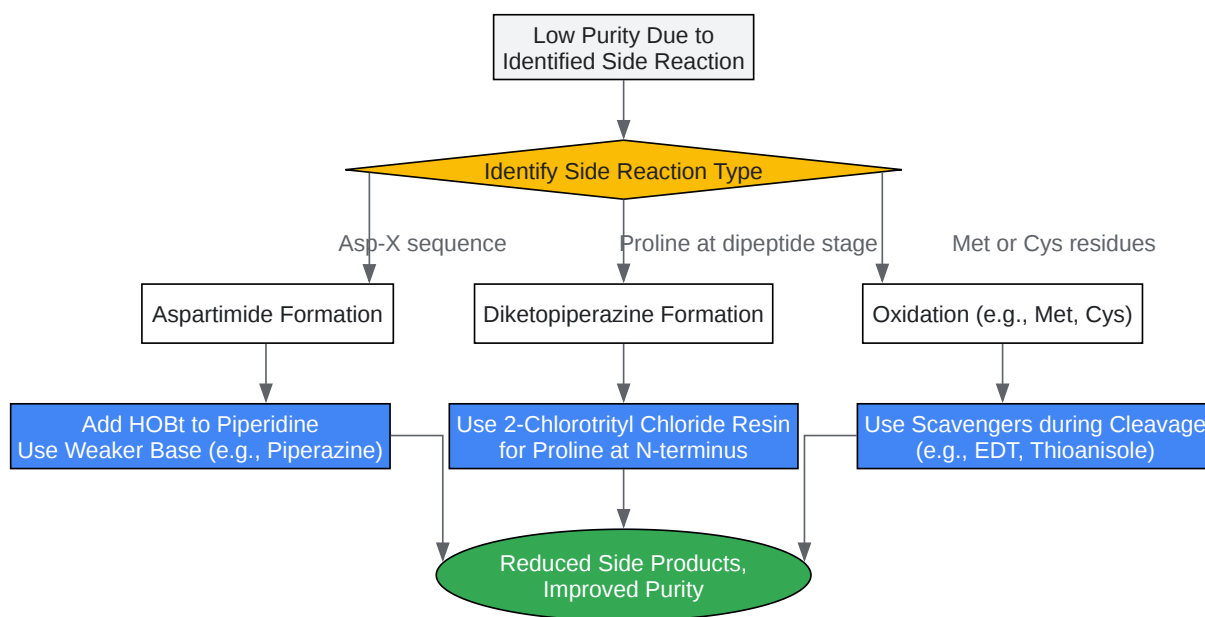 Low Purity Due to
Identified Side Reaction
Identify Side Reaction Type
Asp-X sequence
Proline at dipeptide stage
Met or Cys residues
Aspartimide Formation
Diketopiperazine Formation
Oxidation (e.g., Met, Cys)
Add HOBt to Piperidine
Use Weaker Base (e.g., Piperazine)
Use 2-Chlorotrityl Chloride Resin
for Proline at N-terminus
Use Scavengers during Cleavage
(e.g., EDT, Thioanisole)
Reduced Side Products,
Improved Purity